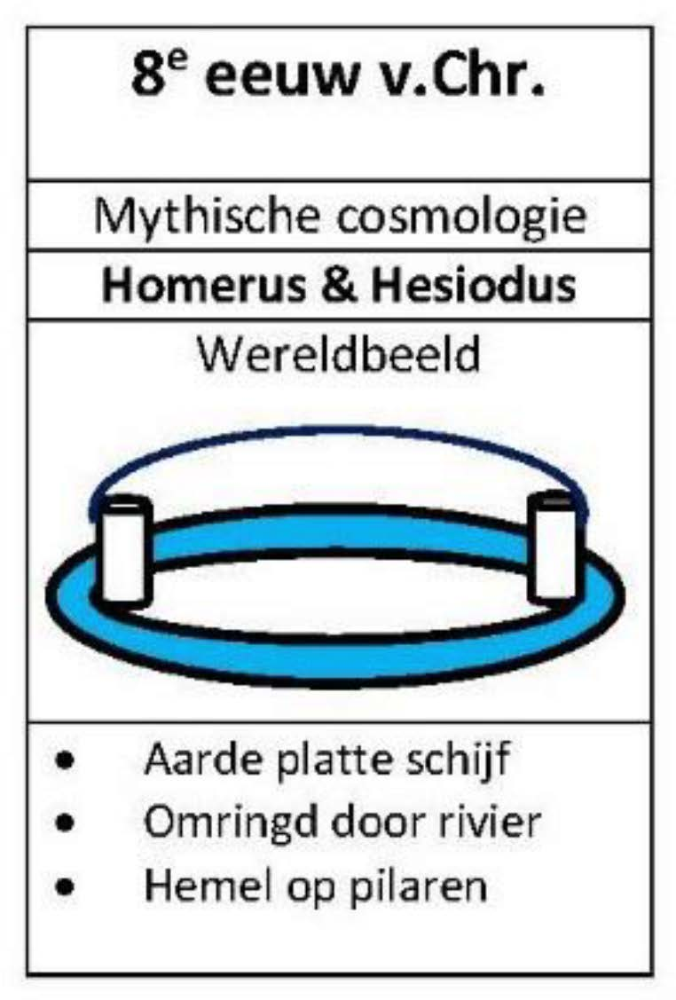 8ᵉ eeuw v.Chr.
Mythische cosmologie
Homerus & Hesiodus
Wereldbeeld
• Aarde platte schijf
• Omringd door rivier
• Hemel op pilaren